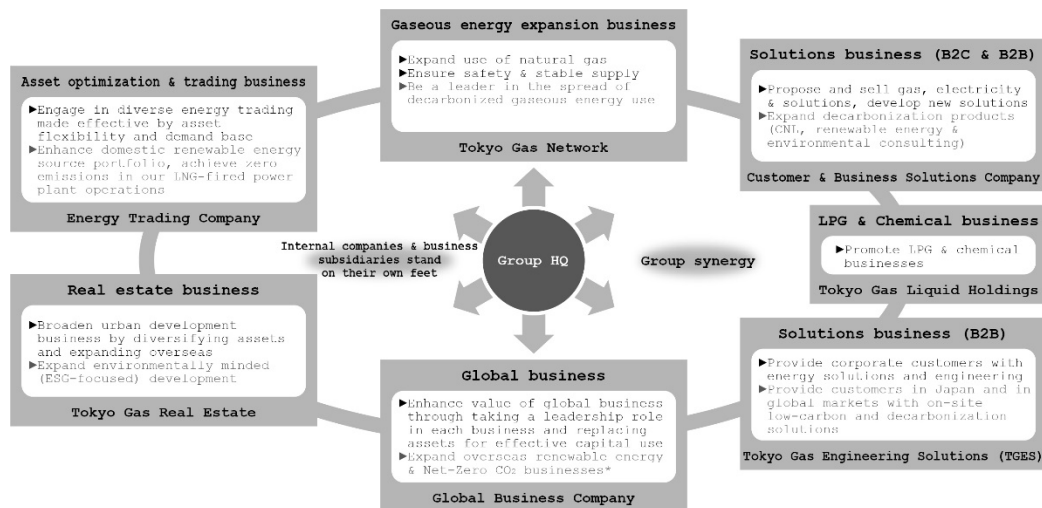 Gaseous energy expansion business
►Expand use of natural gas
►Ensure safety & stable supply
►Be a leader in the spread of
decarbonized gaseous energy use
Tokyo Gas Network
Asset optimization & trading business
►Engage in diverse energy trading
made effective by asset
flexibility and demand base
►Enhance domestic renewable energy
source portfolio, achieve zero
emissions in our LNG-fired power
plant operations
Energy Trading Company
Solutions business (B2C & B2B)
►Propose and sell gas, electricity
& solutions, develop new solutions
►Expand decarbonization products
(CNL, renewable energy &
environmental consulting)
Customer & Business Solutions Company
Internal companies & business
subsidiaries stand
on their own feet
Group HQ
Group synergy
LPG & Chemical business
►Promote LPG & chemical
businesses
Tokyo Gas Liquid Holdings
Real estate business
►Broaden urban development
business by diversifying assets
and expanding overseas
►Expand environmentally minded
(ESG-focused) development
Tokyo Gas Real Estate
Global business
►Enhance value of global business
through taking a leadership role
in each business and replacing
assets for effective capital use
►Expand overseas renewable energy
& Net-Zero CO₂ businesses*
Global Business Company
Solutions business (B2B)
►Provide corporate customers with
energy solutions and engineering
►Provide customers in Japan and in
global markets with on-site
low-carbon and decarbonization
solutions
Tokyo Gas Engineering Solutions (TGES)